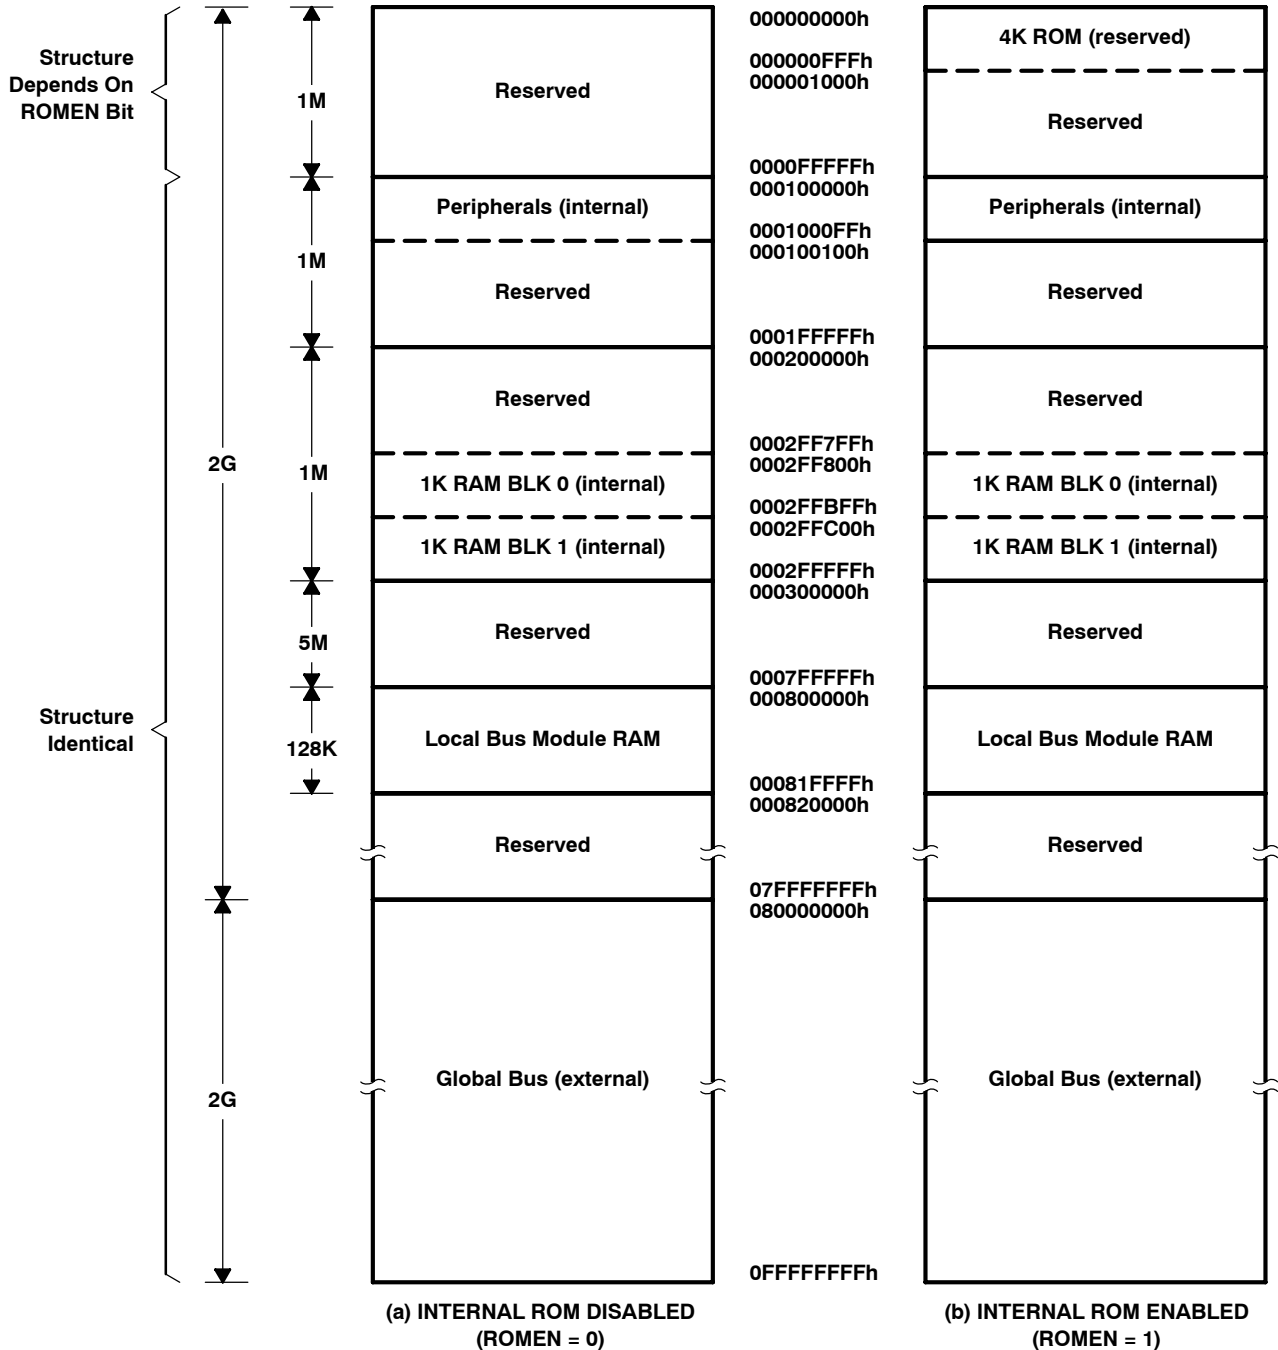 Structure
Depends On
ROMEN Bit
Structure
Identical
2G
2G
1M
1M
1M
5M
128K
Reserved
Peripherals (internal)
Reserved
Reserved
1K RAM BLK 0 (internal)
1K RAM BLK 1 (internal)
Reserved
Local Bus Module RAM
Reserved
Global Bus (external)
(a) INTERNAL ROM DISABLED
(ROMEN = 0)
000000000h
000000FFFh
000001000h
0000FFFFFh
000100000h
0001000FFh
000100100h
0001FFFFFh
000200000h
0002FF7FFh
0002FF800h
0002FFBFFh
0002FFC00h
0002FFFFFh
000300000h
0007FFFFFh
000800000h
00081FFFFh
000820000h
07FFFFFFFh
080000000h
0FFFFFFFFh
4K ROM (reserved)
Reserved
Peripherals (internal)
Reserved
Reserved
1K RAM BLK 0 (internal)
1K RAM BLK 1 (internal)
Reserved
Local Bus Module RAM
Reserved
Global Bus (external)
(b) INTERNAL ROM ENABLED
(ROMEN = 1)